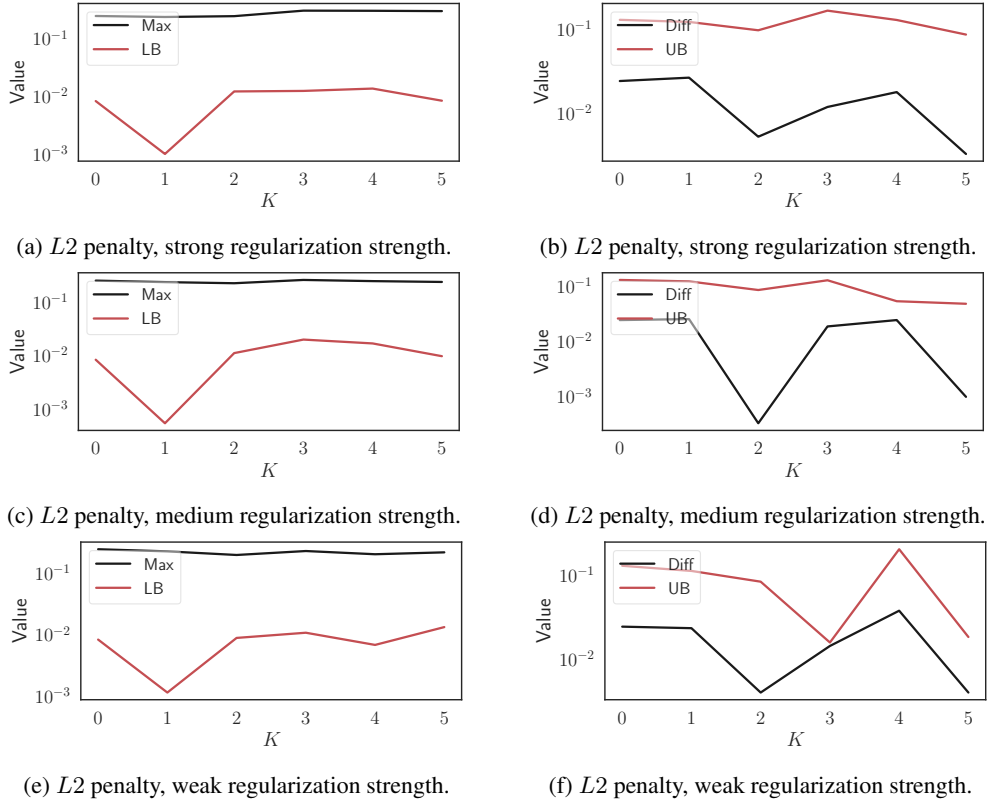 Max
LB
Value
10⁻¹
10⁻²
10⁻³
0 1 2 3 4 5
K
(a) L2 penalty, strong regularization strength.
Diff
UB
Value
10⁻¹
10⁻²
0 1 2 3 4 5
K
(b) L2 penalty, strong regularization strength.
Max
LB
Value
10⁻¹
10⁻²
10⁻³
0 1 2 3 4 5
K
(c) L2 penalty, medium regularization strength.
Diff
UB
Value
10⁻¹
10⁻²
10⁻³
0 1 2 3 4 5
K
(d) L2 penalty, medium regularization strength.
Max
LB
Value
10⁻¹
10⁻²
10⁻³
0 1 2 3 4 5
K
(e) L2 penalty, weak regularization strength.
Diff
UB
Value
10⁻¹
10⁻²
0 1 2 3 4 5
K
(f) L2 penalty, weak regularization strength.